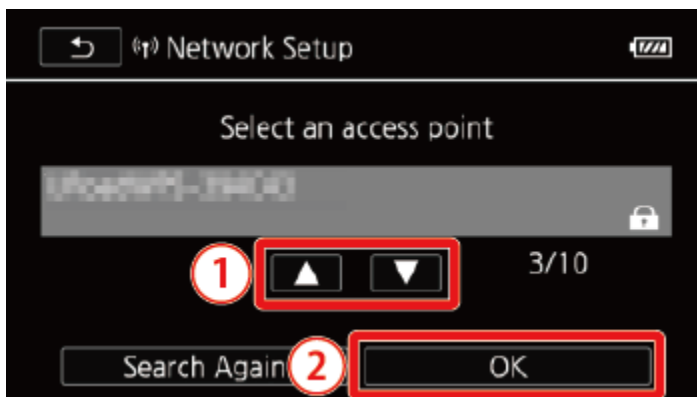 Network Setup
Select an access point
1
3/10
Search Again
2
OK